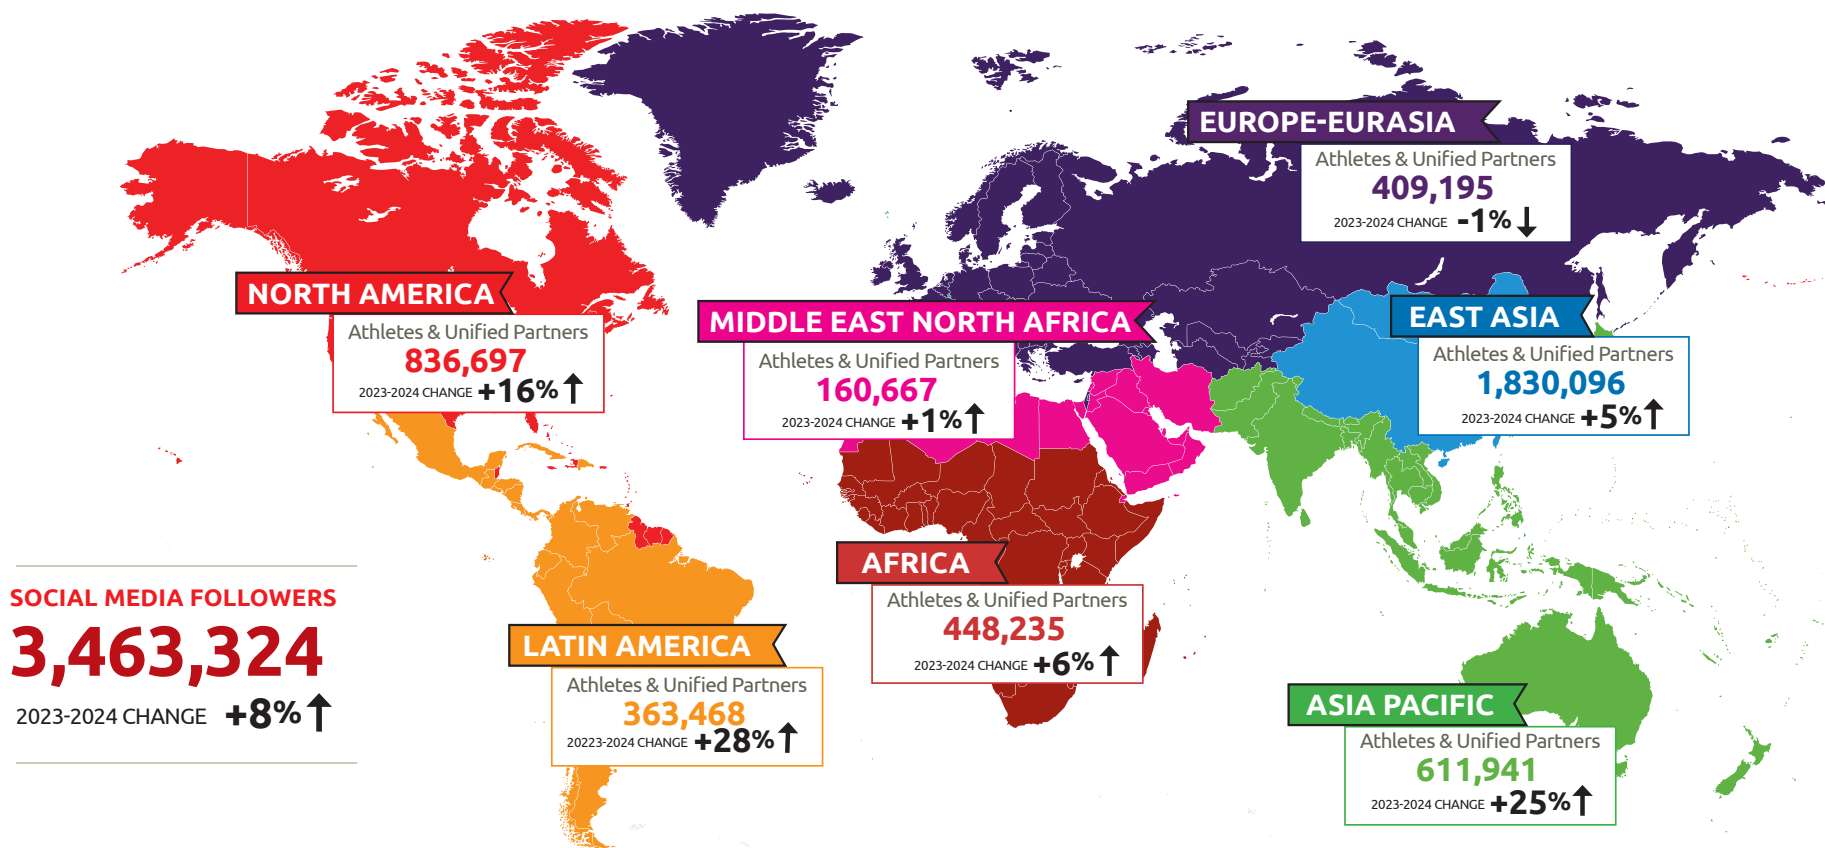 EUROPE-EURASIA
Athletes & Unified Partners
409,195
2023-2024 CHANGE -1%
NORTH AMERICA
Athletes & Unified Partners
836,697
2023-2024 CHANGE +16%
MIDDLE EAST NORTH AFRICA
Athletes & Unified Partners
160,667
2023-2024 CHANGE +1%
EAST ASIA
Athletes & Unified Partners
1,830,096
2023-2024 CHANGE +5%
AFRICA
Athletes & Unified Partners
448,235
2023-2024 CHANGE +6%
SOCIAL MEDIA FOLLOWERS
3,463,324
2023-2024 CHANGE +8%
LATIN AMERICA
Athletes & Unified Partners
363,468
20223-2024 CHANGE +28%
ASIA PACIFIC
Athletes & Unified Partners
611,941
2023-2024 CHANGE +25%